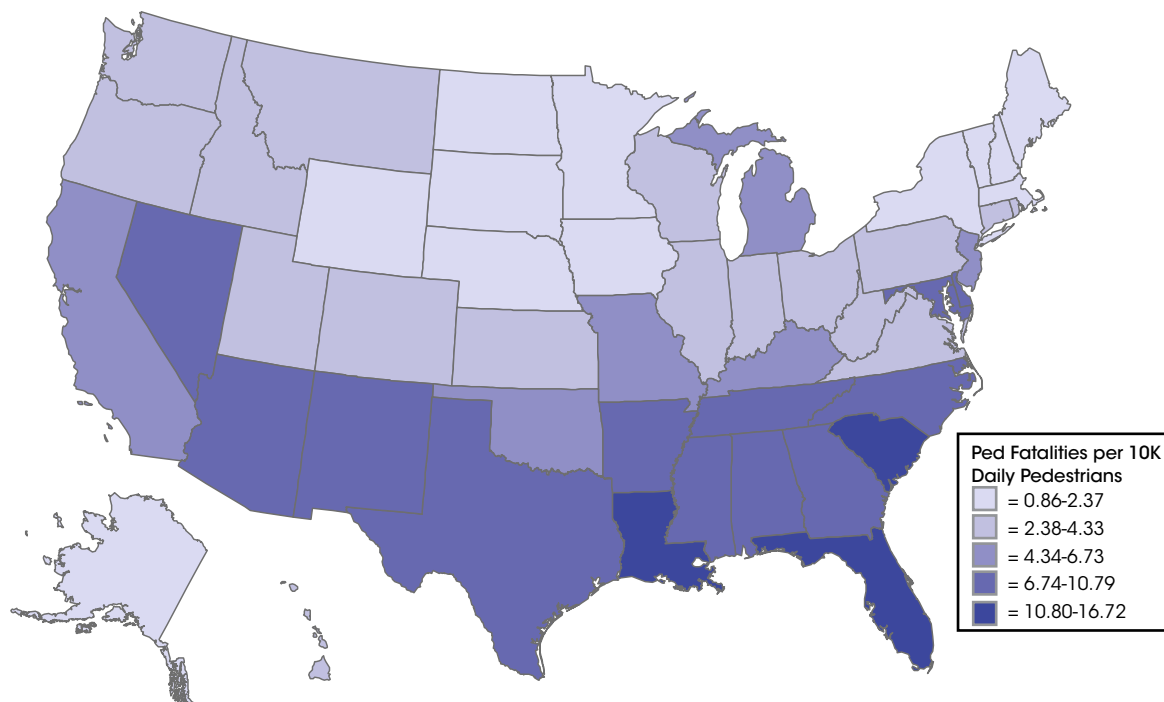 Ped Fatalities per 10K
Daily Pedestrians
= 0.86-2.37
= 2.38-4.33
= 4.34-6.73
= 6.74-10.79
= 10.80-16.72